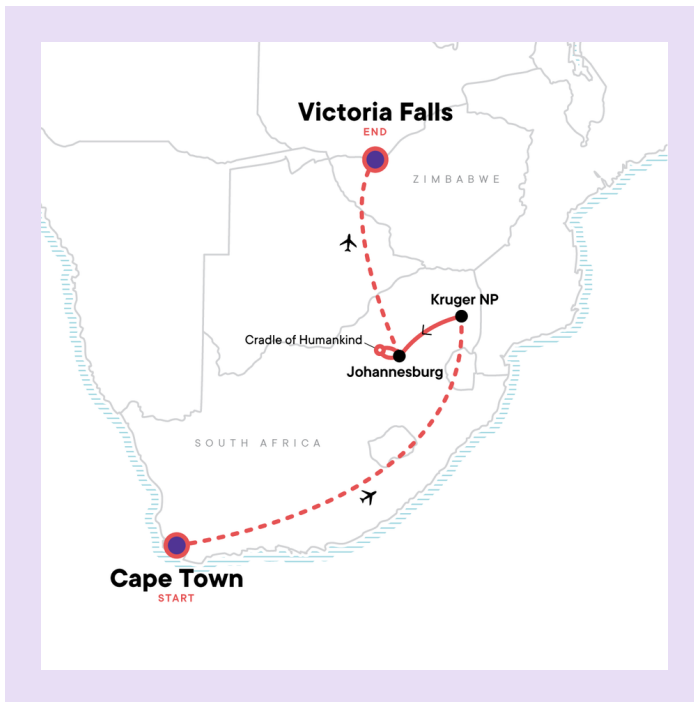 Victoria Falls
END
ZIMBABWE
Kruger NP
Cradle of Humankind
Johannesburg
SOUTH AFRICA
Cape Town
START